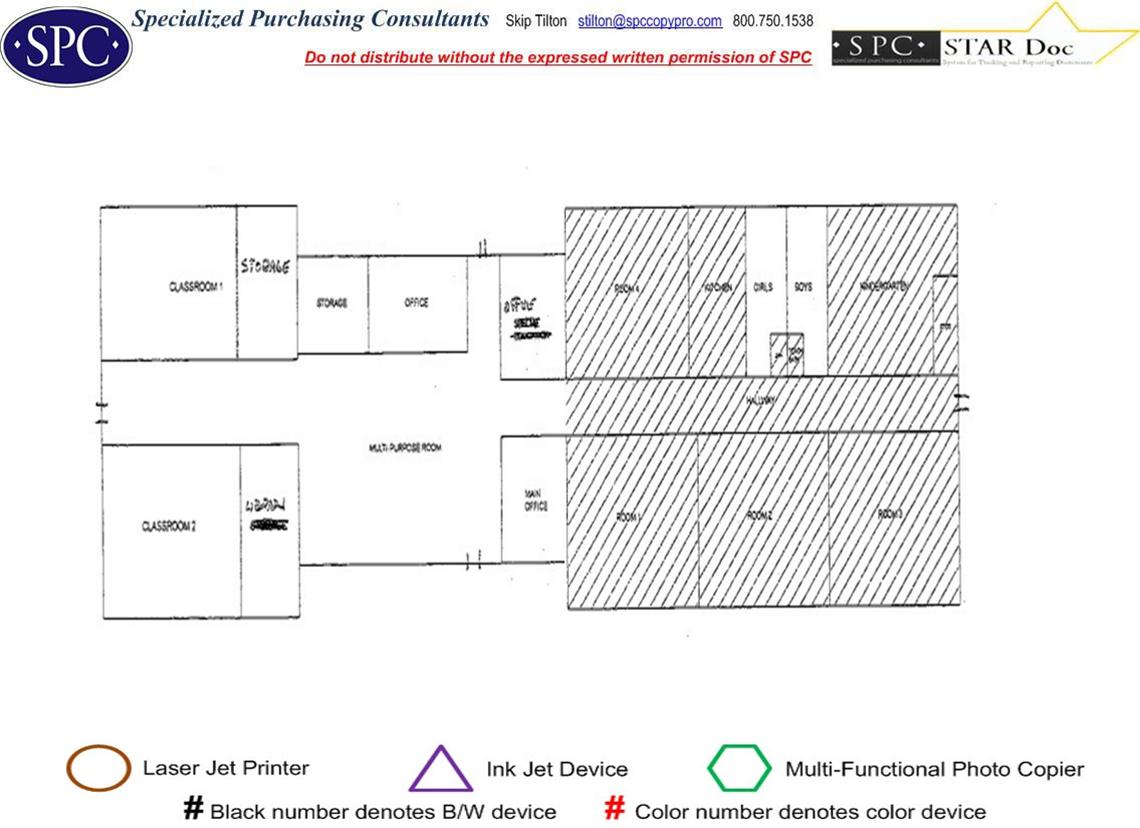 Specialized Purchasing Consultants Skip Tilton stilton@spccopypro.com 800.750.1538
·SPC·
Do not distribute without the expressed written permission of SPC
·SPC· STAR Doc
specialized purchasing consultants System for Tracking and Reporting Documents
CLASSROOM 1
STORAGE
STORAGE
OFFICE
OFFICE
ROOM 4
KITCHEN
GIRLS
BOYS
KINDERGARTEN
HALLWAY
MULTI-PURPOSE ROOM
CLASSROOM 2
LIBRARY
MAIN
OFFICE
ROOM 1
ROOM 2
ROOM 3
Laser Jet Printer
Ink Jet Device
Multi-Functional Photo Copier
# Black number denotes B/W device
# Color number denotes color device